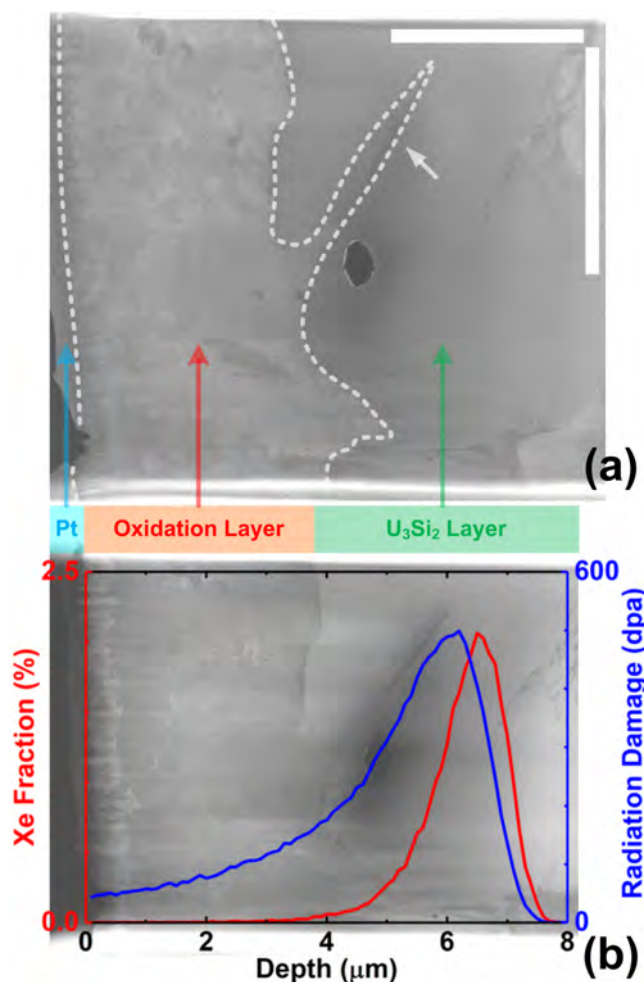 (a)
Pt Oxidation Layer U₃Si₂ Layer
2.5 600
Xe Fraction (%)
Radiation Damage (dpa)
0.0 0
0 2 4 6 8
Depth (μm)
(b)